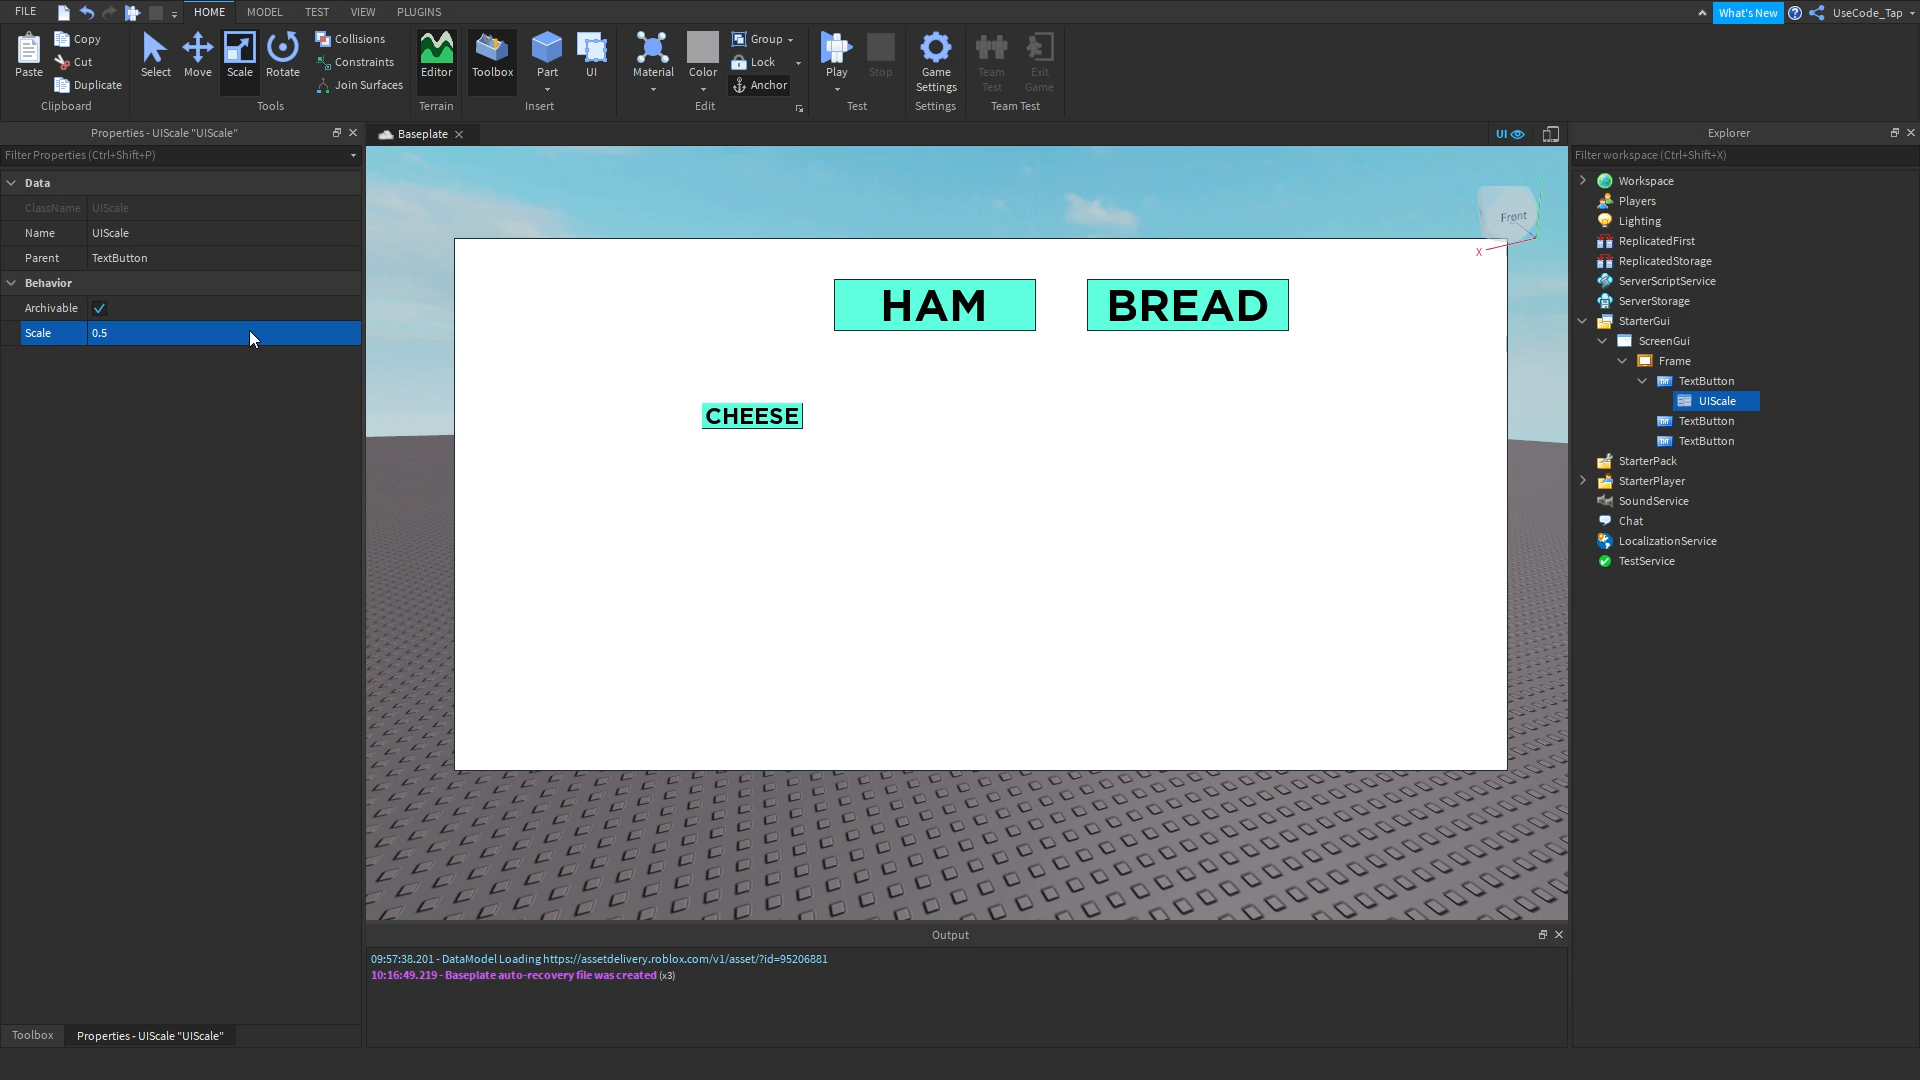 FILE HOME MODEL TEST VIEW PLUGINS What's New UseCode_Tap
Paste Copy Cut Duplicate Clipboard
Select Move Scale Rotate Collisions Constraints Join Surfaces Tools
Editor Terrain
Toolbox Part UI Insert
Material Color Group Lock Anchor Edit
Play Stop Test
Game Settings Settings
Team Test Exit Game Team Test
Properties - UIScale "UIScale"
Filter Properties (Ctrl+Shift+P)
Data
ClassName UIScale
Name UIScale
Parent TextButton
Behavior
Archivable
Scale 0.5
Toolbox Properties - UIScale "UIScale"
Baseplate UI
Front
X
HAM BREAD
CHEESE
Output
09:57:38.201 - DataModel Loading https://assetdelivery.roblox.com/v1/asset/?id=95206881
10:16:49.219 - Baseplate auto-recovery file was created (x3)
Explorer
Filter workspace (Ctrl+Shift+X)
Workspace
Players
Lighting
ReplicatedFirst
ReplicatedStorage
ServerScriptService
ServerStorage
StarterGui
ScreenGui
Frame
TextButton
UIScale
TextButton
TextButton
StarterPack
StarterPlayer
SoundService
Chat
LocalizationService
TestService